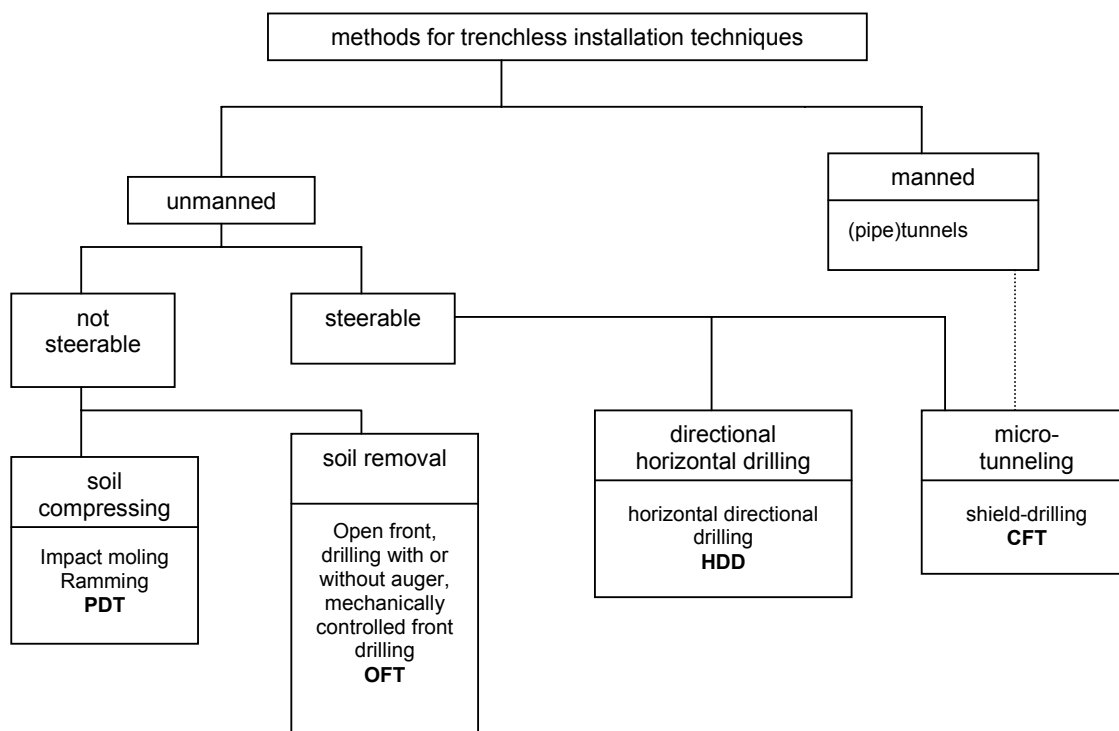 methods for trenchless installation techniques
unmanned
manned
(pipe)tunnels
not
steerable
steerable
soil
compressing
Impact moling
Ramming
PDT
soil removal
Open front,
drilling with or
without auger,
mechanically
controlled front
drilling
OFT
directional
horizontal drilling
horizontal directional
drilling
HDD
micro-
tunneling
shield-drilling
CFT